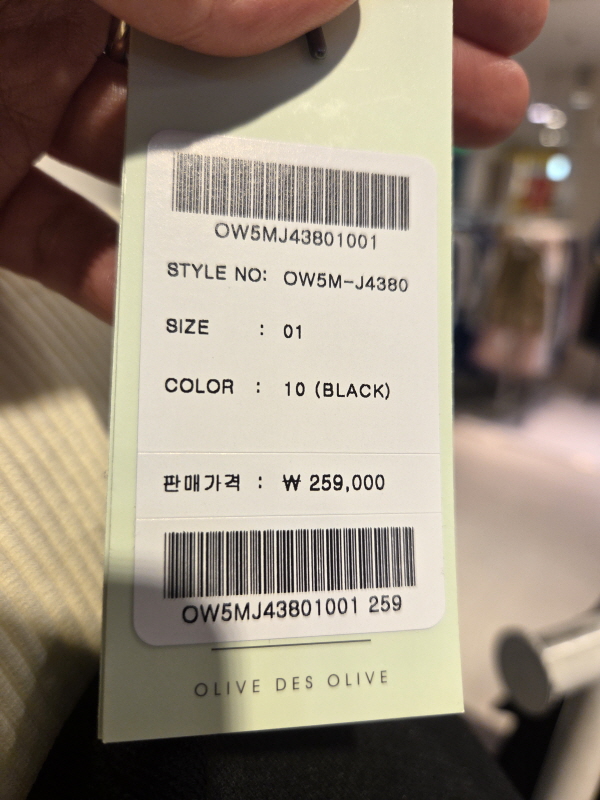 OW5MJ43801001
STYLE NO: OW5M-J4380
SIZE : 01
COLOR : 10 (BLACK)
판매가격 : ₩ 259,000
OW5MJ43801001 259
OLIVE DES OLIVE